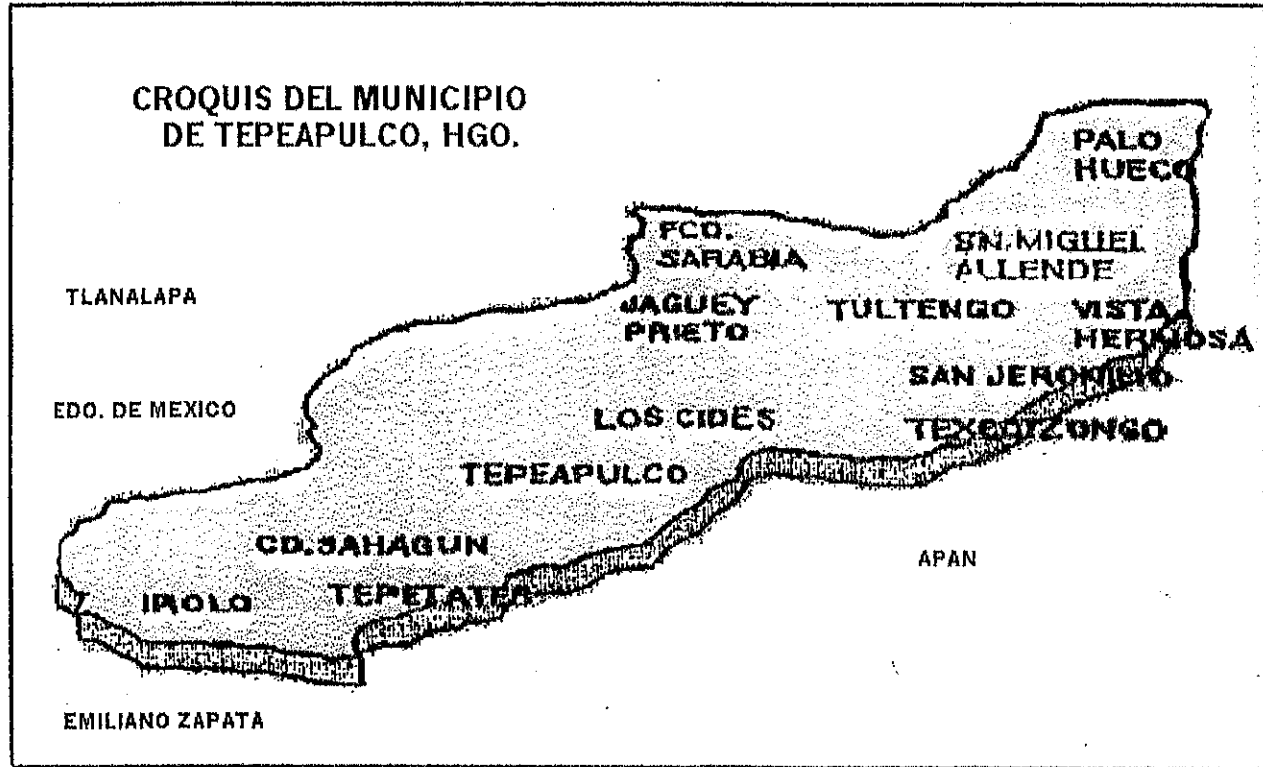 CROQUIS DEL MUNICIPIO
DE TEPEAPULCO, HGO.
PALO
HUECO
FCO.
SARABIA
SN. MIGUEL
ALLENDE
TLANALAPA
JAGUEY
PRIETO
TULTENGO
VISTA
HERMOSA
SAN JERONIMO
EDO. DE MEXICO
LOS CIDES
TEPEAPULCO
CD. SAHAGUN
APAN
IROLO
TEPETATES
EMILIANO ZAPATA